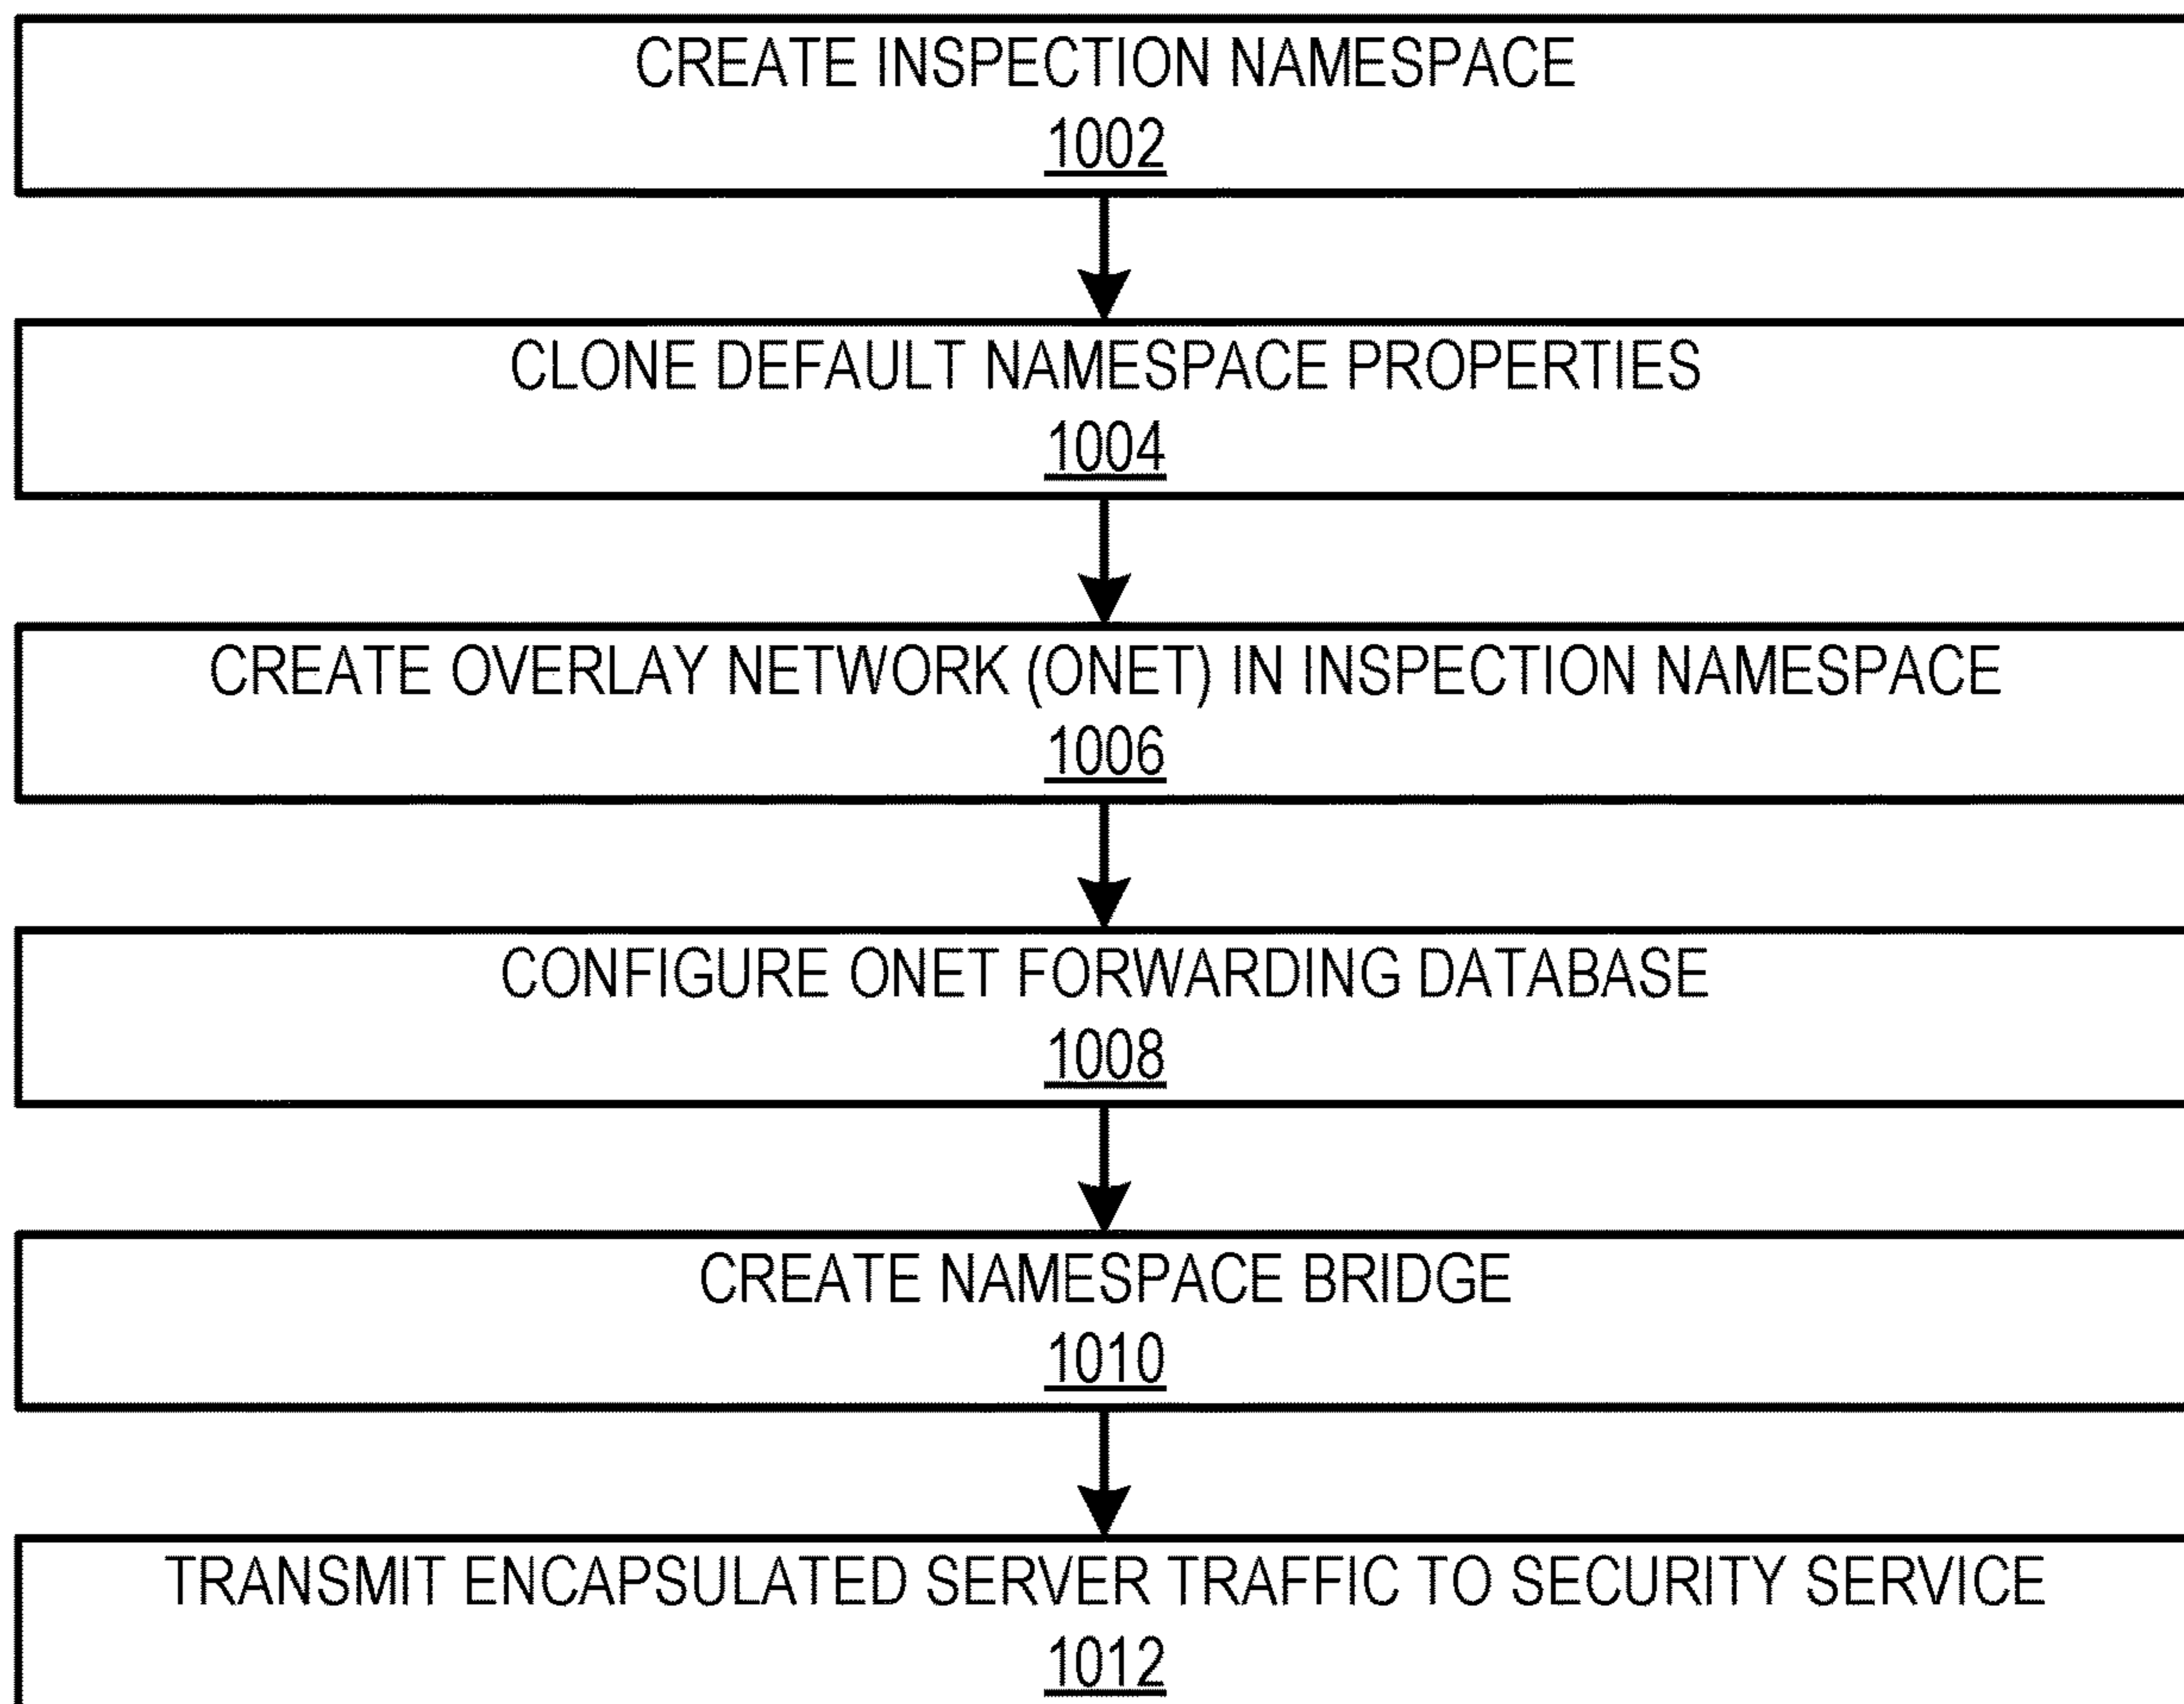 CREATE INSPECTION NAMESPACE
1002
CLONE DEFAULT NAMESPACE PROPERTIES
1004
CREATE OVERLAY NETWORK (ONET) IN INSPECTION NAMESPACE
1006
CONFIGURE ONET FORWARDING DATABASE
1008
CREATE NAMESPACE BRIDGE
1010
TRANSMIT ENCAPSULATED SERVER TRAFFIC TO SECURITY SERVICE
1012